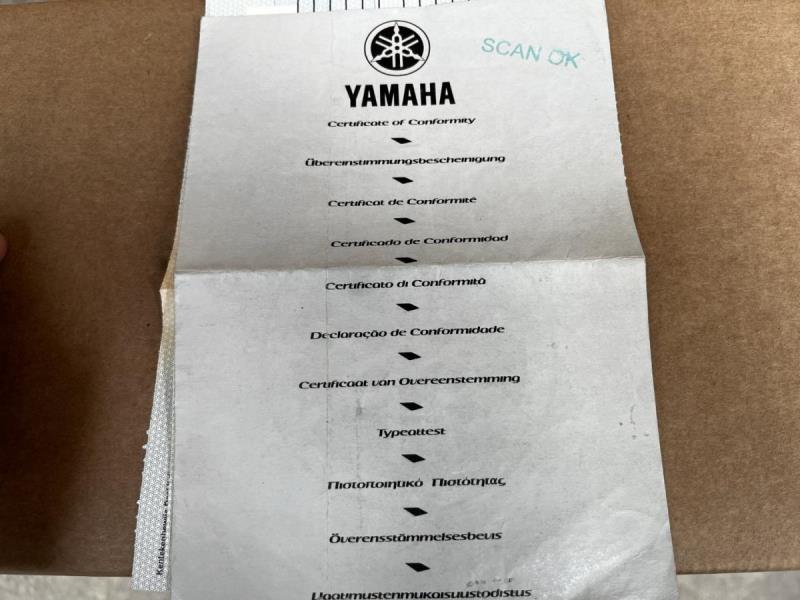 SCAN OK
YAMAHA
Certificate of Conformity
Übereinstimmungsbescheinigung
Certificat de Conformité
Certificado de Conformidad
Certificato di Conformità
Declaração de Conformidade
Certificaat van Overeenstemming
Typeattest
Πιστοποιητικό Πιστότητας
Överensstämmelsesbevis
Vaatimustenmukaisuustodistus